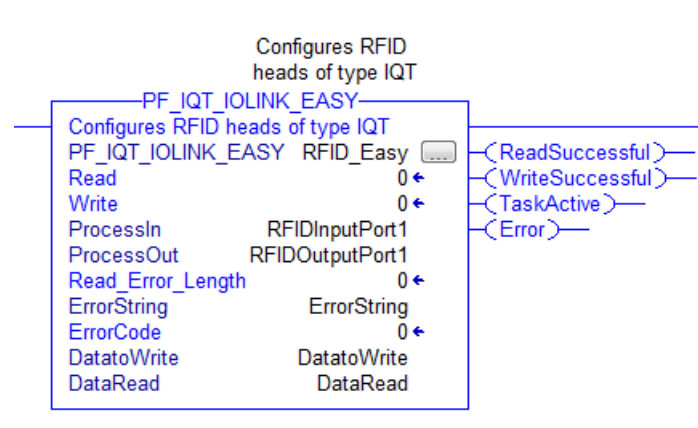 Configures RFID
heads of type IQT
PF_IQT_IOLINK_EASY
Configures RFID heads of type IQT
PF_IQT_IOLINK_EASY RFID_Easy ... ReadSuccessful
Read 0 WriteSuccessful
Write 0 TaskActive
ProcessIn RFIDInputPort1 Error
ProcessOut RFIDOutputPort1
Read_Error_Length 0
ErrorString ErrorString
ErrorCode 0
DatatoWrite DatatoWrite
DataRead DataRead